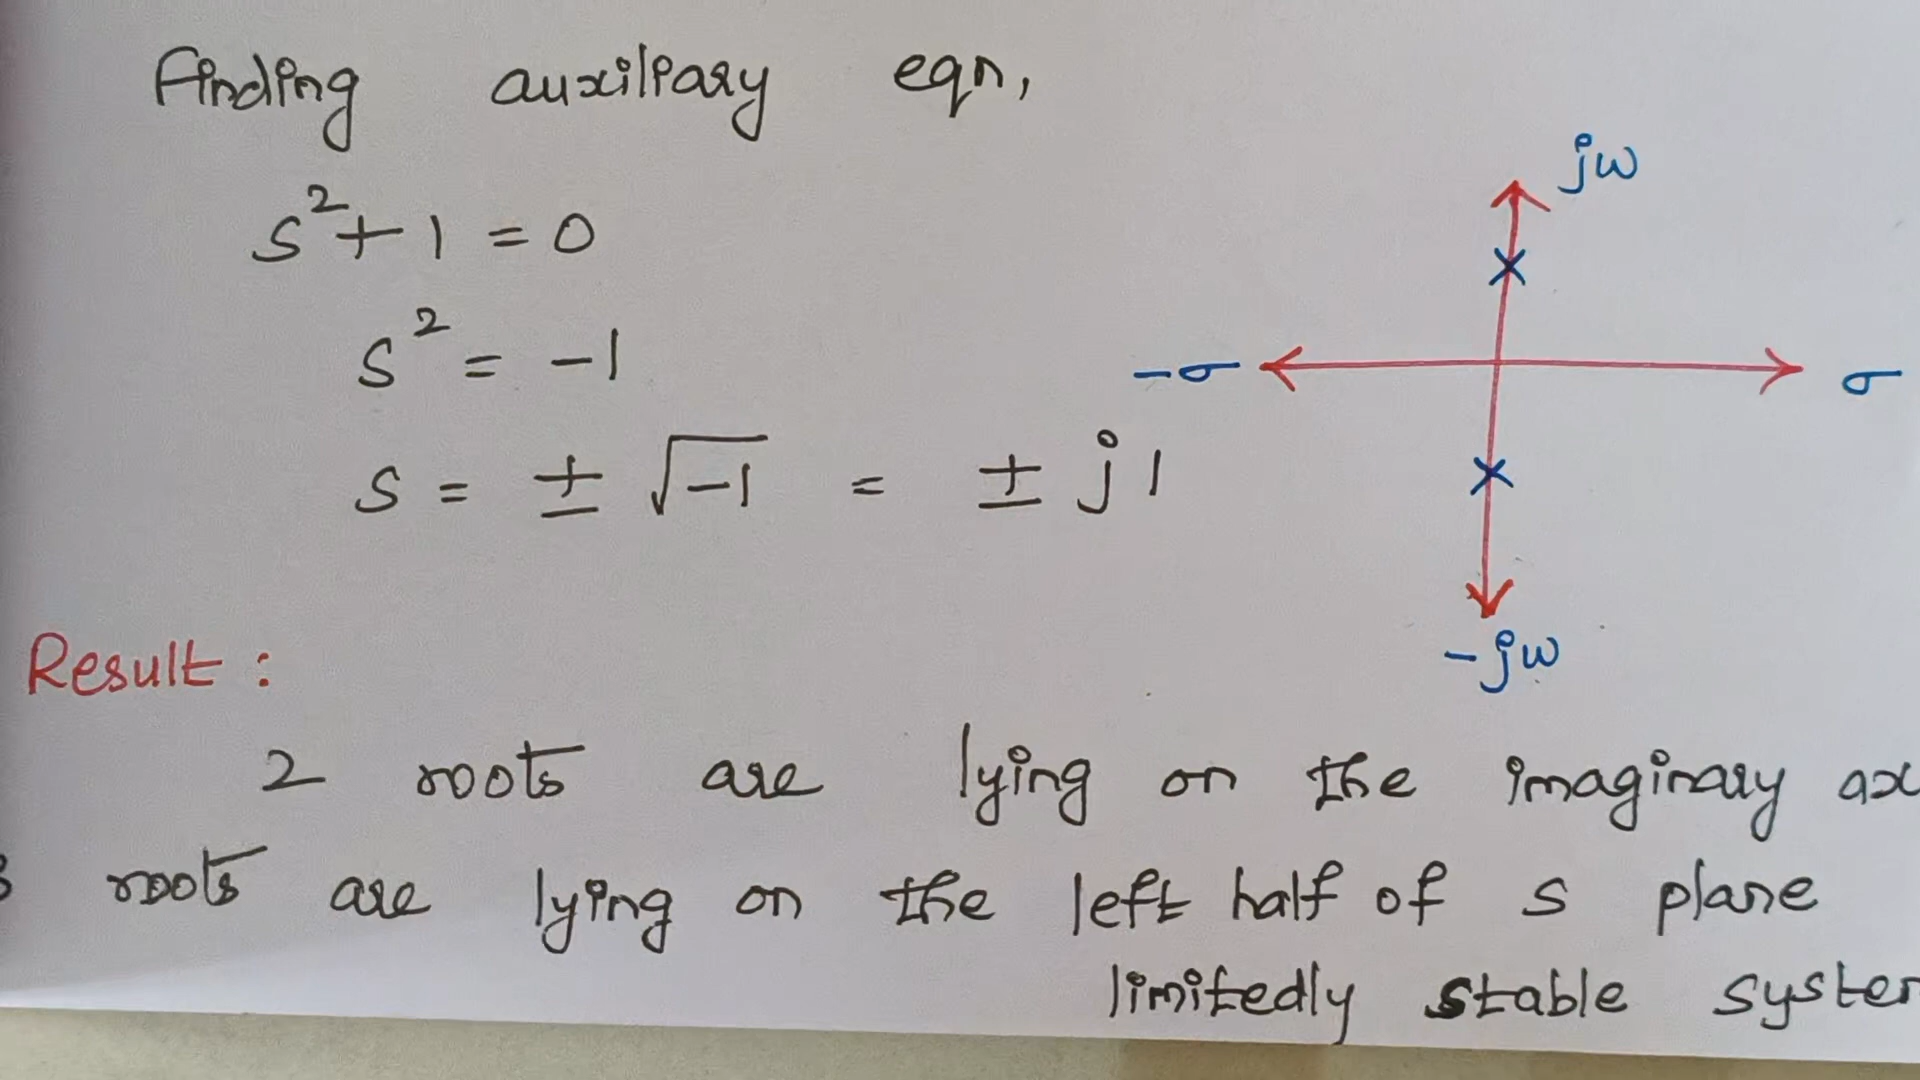 Finding auxiliary eqn,
s² + 1 = 0
s² = -1
s = ± √-1 = ± j1
jω
-σ
σ
-jω
Result :
2 roots are lying on the imaginary ax
roots are lying on the left half of s plane
limitedly stable syster